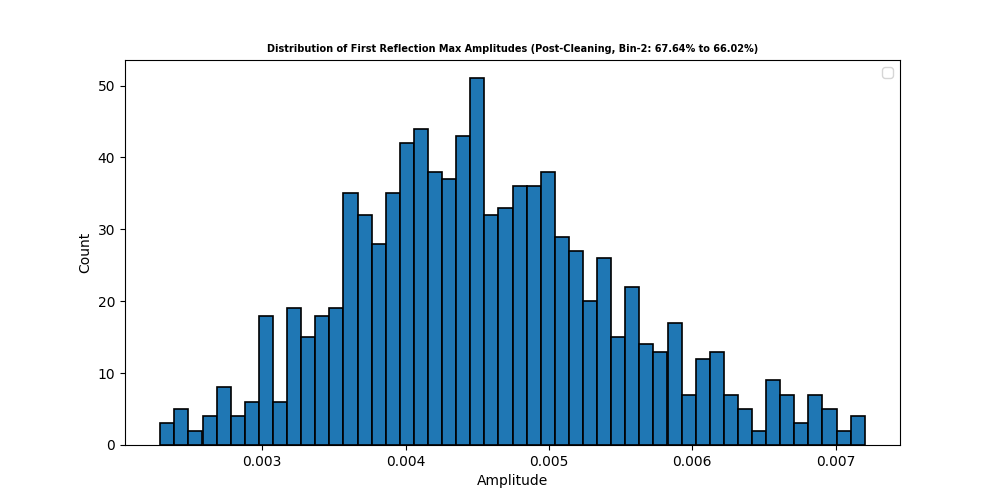 Distribution of First Reflection Max Amplitudes (Post-Cleaning, Bin-2: 67.64% to 66.02%)
50
40
30
20
10
0
Count
0.003 0.004 0.005 0.006 0.007
Amplitude